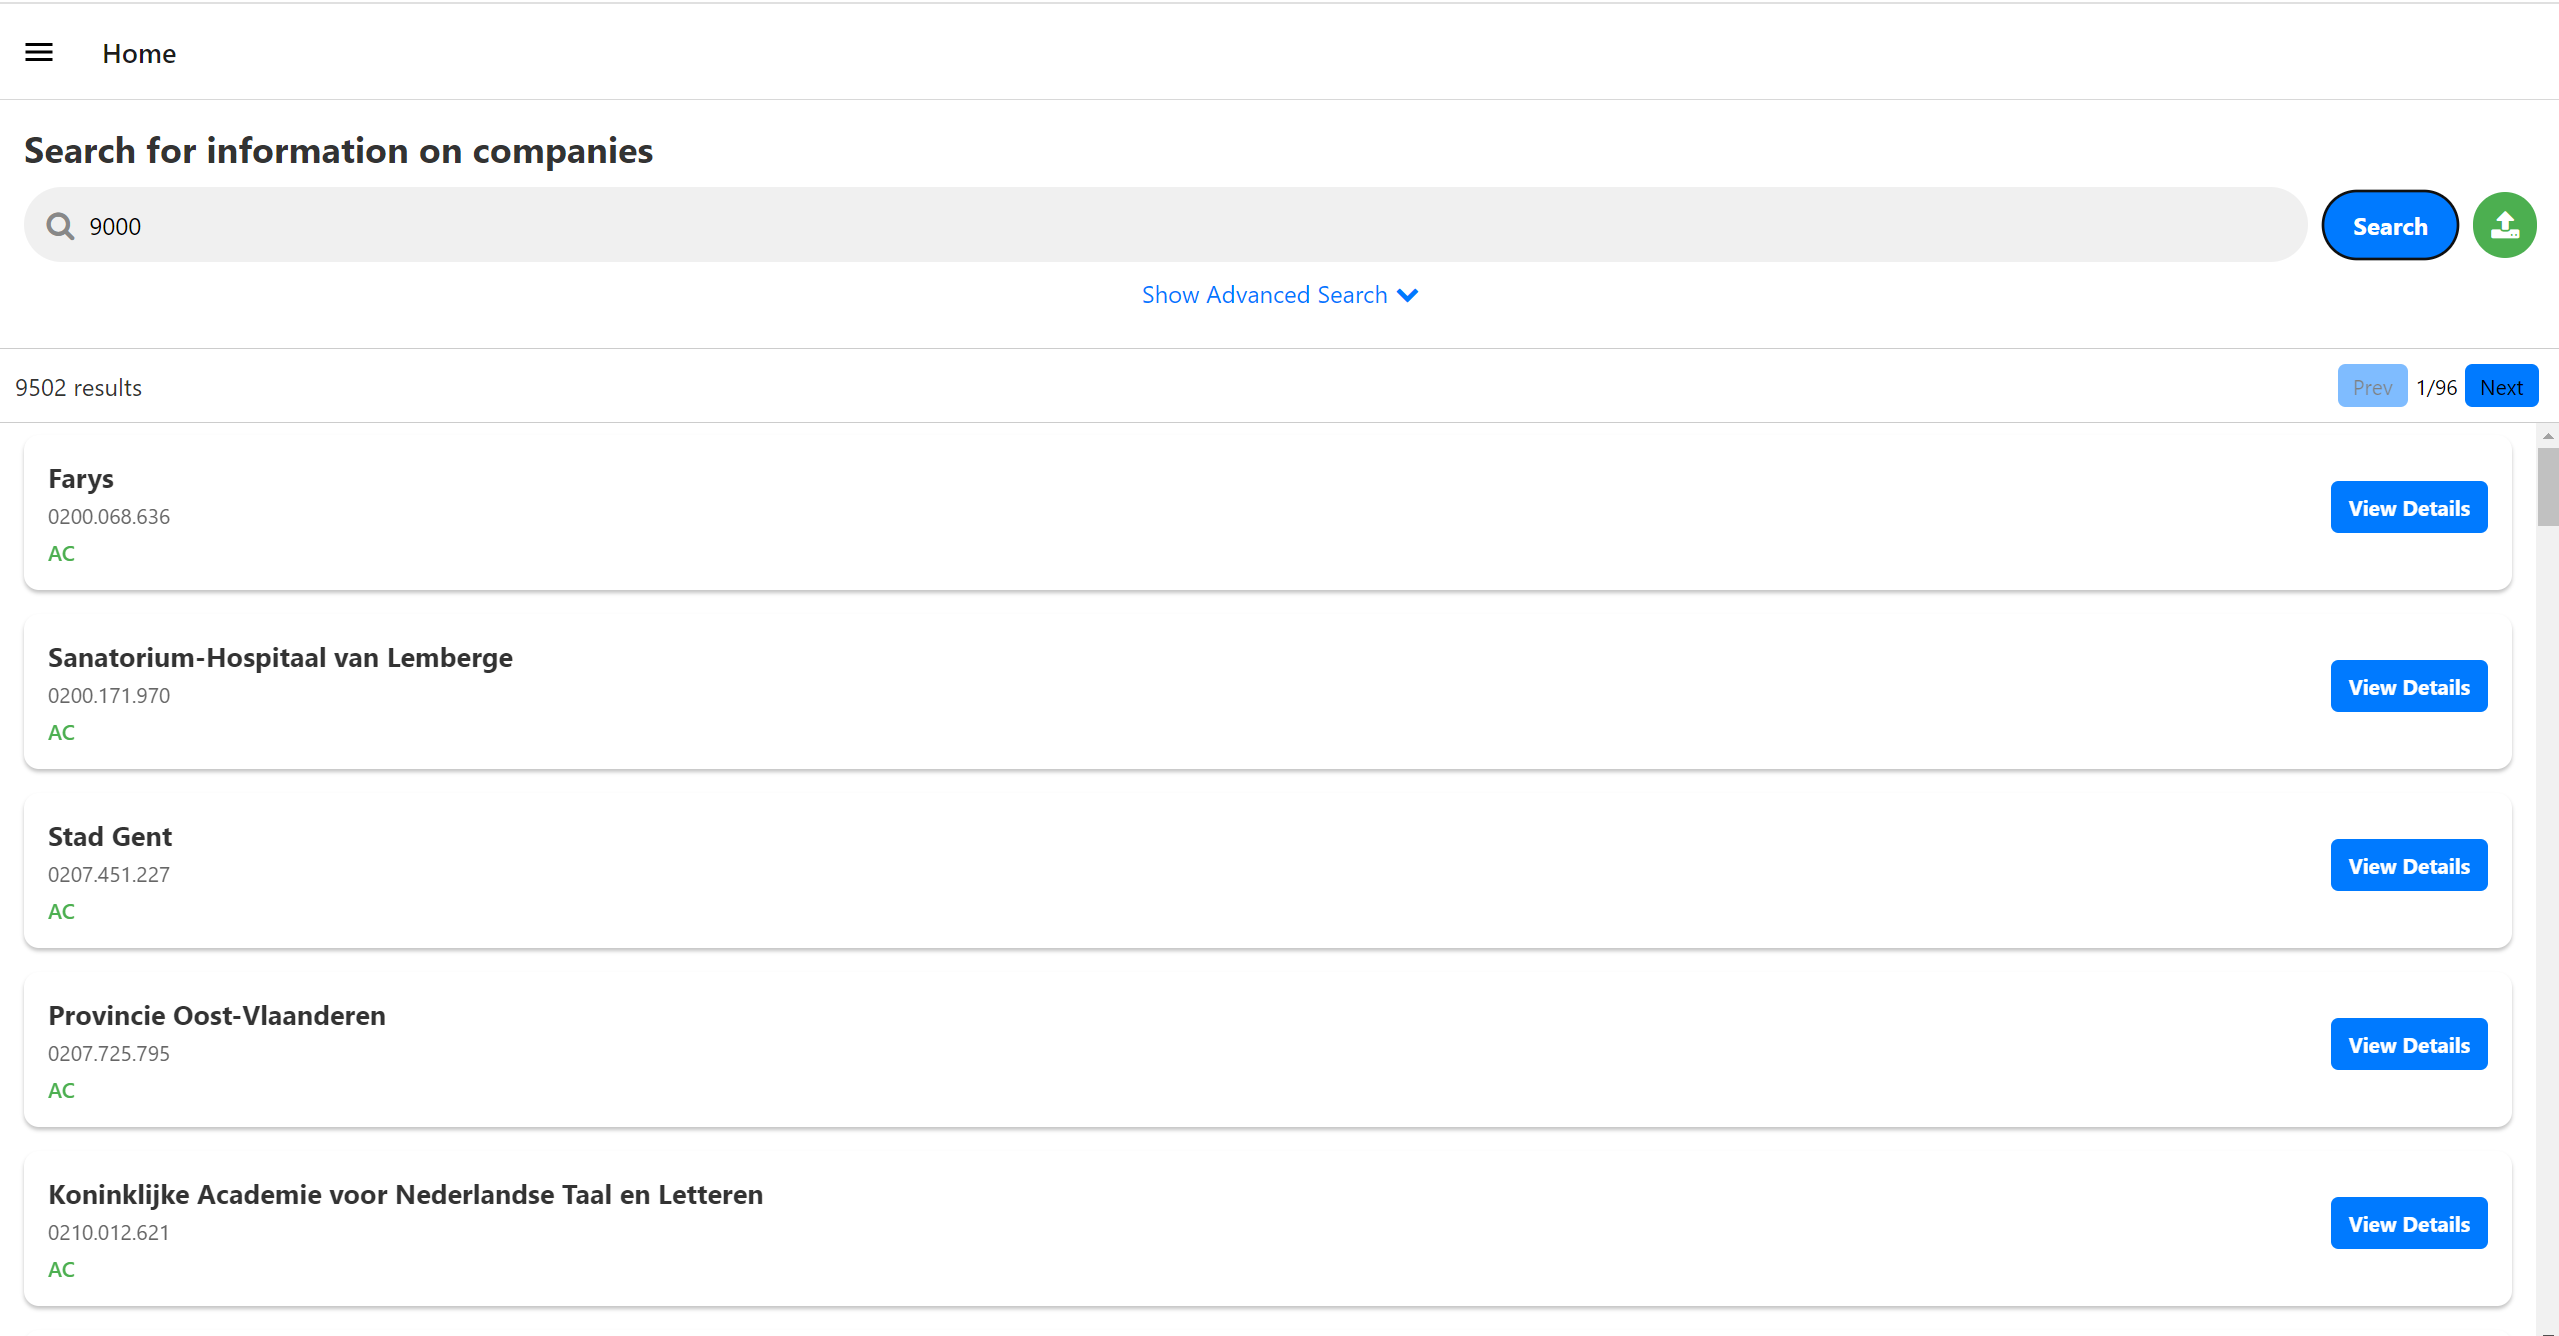 Home
Search for information on companies
9000
Search
Show Advanced Search
9502 results
Prev 1/96 Next
Farys
0200.068.636
AC
View Details
Sanatorium-Hospitaal van Lemberge
0200.171.970
AC
View Details
Stad Gent
0207.451.227
AC
View Details
Provincie Oost-Vlaanderen
0207.725.795
AC
View Details
Koninklijke Academie voor Nederlandse Taal en Letteren
0210.012.621
AC
View Details